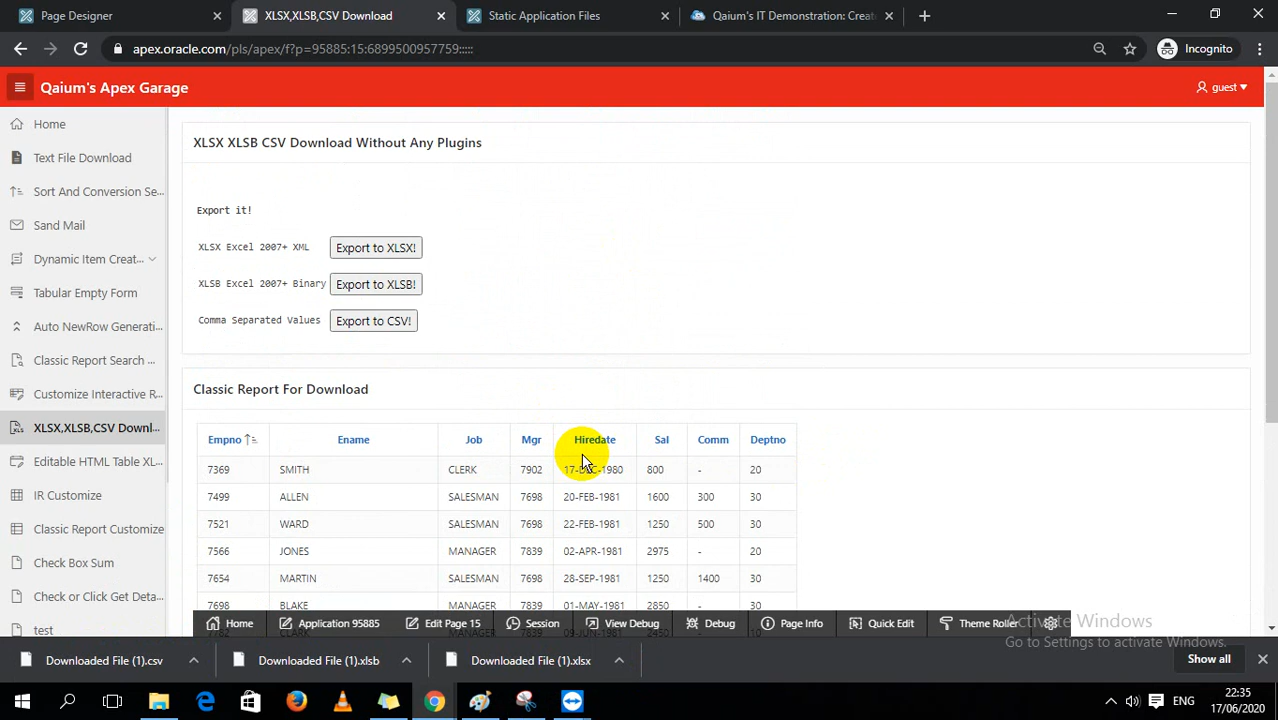 Page Designer
XLSX,XLSB,CSV Download
Static Application Files
Qaium's IT Demonstration: Create
apex.oracle.com/pls/apex/f?p=95885:15:6899500957759:::::
Incognito
Qaium's Apex Garage
guest
Home
Text File Download
Sort And Conversion Se...
Sand Mail
Dynamic Item Creat...
Tabular Empty Form
Auto NewRow Generati...
Classic Report Search ...
Customize Interactive R...
XLSX,XLSB,CSV Downl...
Editable HTML Table XL...
IR Customize
Classic Report Customize
Check Box Sum
Check or Click Get Deta...
test
XLSX XLSB CSV Download Without Any Plugins
Export it!
XLSX Excel 2007+ XML Export to XLSX!
XLSB Excel 2007+ Binary Export to XLSB!
Comma Separated Values Export to CSV!
Classic Report For Download
Empno Ename Job Mgr Hiredate Sal Comm Deptno
7369 SMITH CLERK 7902 17-DEC-1980 800 - 20
7499 ALLEN SALESMAN 7698 20-FEB-1981 1600 300 30
7521 WARD SALESMAN 7698 22-FEB-1981 1250 500 30
7566 JONES MANAGER 7839 02-APR-1981 2975 - 20
7654 MARTIN SALESMAN 7698 28-SEP-1981 1250 1400 30
7698 BLAKE MANAGER 7839 01-MAY-1981 2850 - 30
Home Application 95885 Edit Page 15 Session View Debug Debug Page Info Quick Edit Theme Roller
Activate Windows
Go to Settings to activate Windows.
Downloaded File (1).csv Downloaded File (1).xlsb Downloaded File (1).xlsx Show all
ENG
22:35
17/06/2020